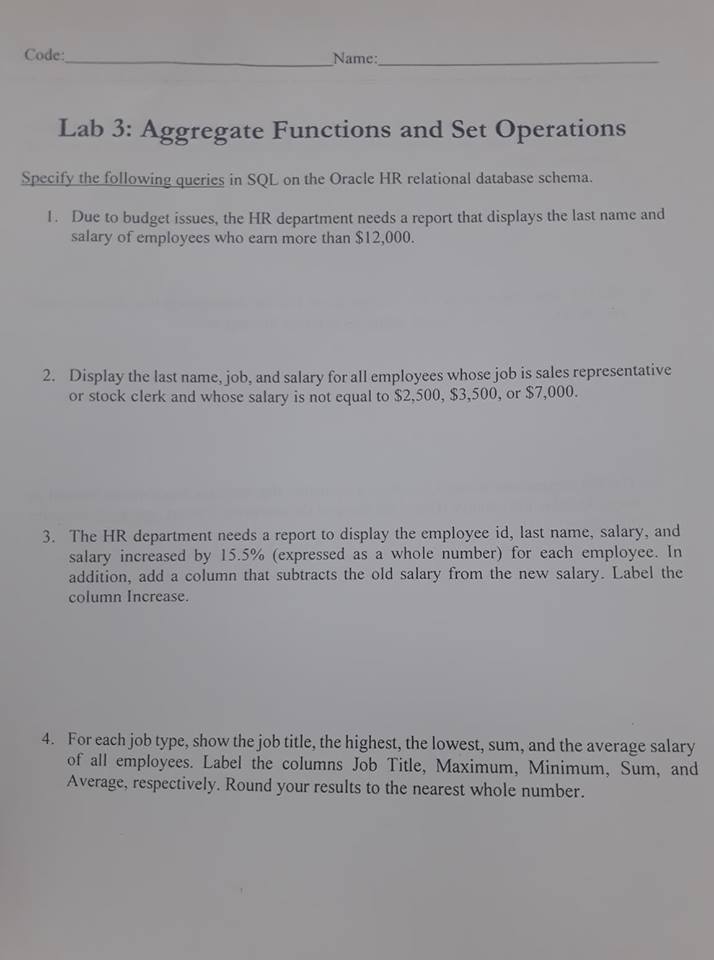 Code:____________________Name:____________________
Lab 3: Aggregate Functions and Set Operations
Specify the following queries in SQL on the Oracle HR relational database schema.
1. Due to budget issues, the HR department needs a report that displays the last name and
salary of employees who earn more than $12,000.
2. Display the last name, job, and salary for all employees whose job is sales representative
or stock clerk and whose salary is not equal to $2,500, $3,500, or $7,000.
3. The HR department needs a report to display the employee id, last name, salary, and
salary increased by 15.5% (expressed as a whole number) for each employee. In
addition, add a column that subtracts the old salary from the new salary. Label the
column Increase.
4. For each job type, show the job title, the highest, the lowest, sum, and the average salary
of all employees. Label the columns Job Title, Maximum, Minimum, Sum, and
Average, respectively. Round your results to the nearest whole number.